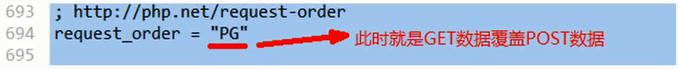 693 ; http://php.net/request-order
694 request_order = "PG" 此时就是GET数据覆盖POST数据
695